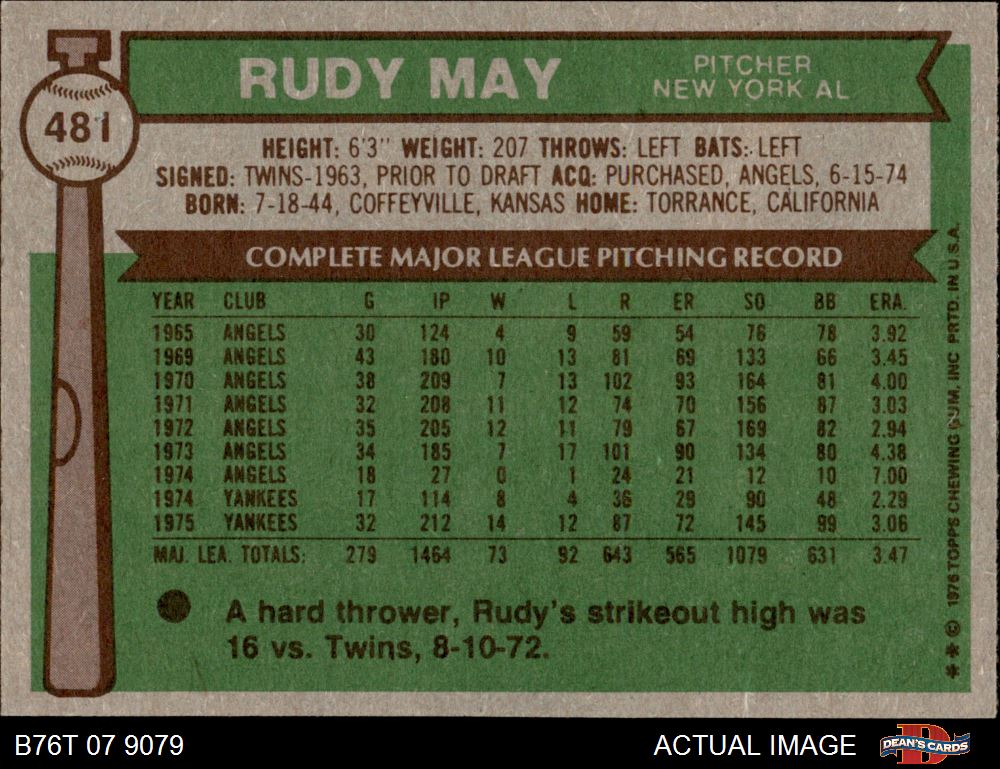 RUDY MAY
PITCHER
NEW YORK AL
481
HEIGHT: 6'3" WEIGHT: 207 THROWS: LEFT BATS: LEFT
SIGNED: TWINS-1963, PRIOR TO DRAFT ACQ: PURCHASED, ANGELS, 6-15-74
BORN: 7-18-44, COFFEYVILLE, KANSAS HOME: TORRANCE, CALIFORNIA
COMPLETE MAJOR LEAGUE PITCHING RECORD
YEAR CLUB G IP W L R ER SO BB ERA.
1965 ANGELS 30 124 4 9 59 54 76 78 3.92
1969 ANGELS 43 180 10 13 81 69 133 66 3.45
1970 ANGELS 38 209 7 13 102 93 164 81 4.00
1971 ANGELS 32 208 11 12 74 70 156 87 3.03
1972 ANGELS 35 205 12 11 79 67 169 82 2.94
1973 ANGELS 34 185 7 17 101 90 134 80 4.38
1974 ANGELS 18 27 0 1 24 21 12 10 7.00
1974 YANKEES 17 114 8 4 36 29 90 48 2.29
1975 YANKEES 32 212 14 12 87 72 145 99 3.06
MAJ. LEA. TOTALS: 279 1464 73 92 643 565 1079 631 3.47
A hard thrower, Rudy's strikeout high was
16 vs. Twins, 8-10-72.
** © 1976 TOPPS CHEWING GUM, INC PRTD. IN U.S.A.
B76T 07 9079
ACTUAL IMAGE
DEAN'S CARDS